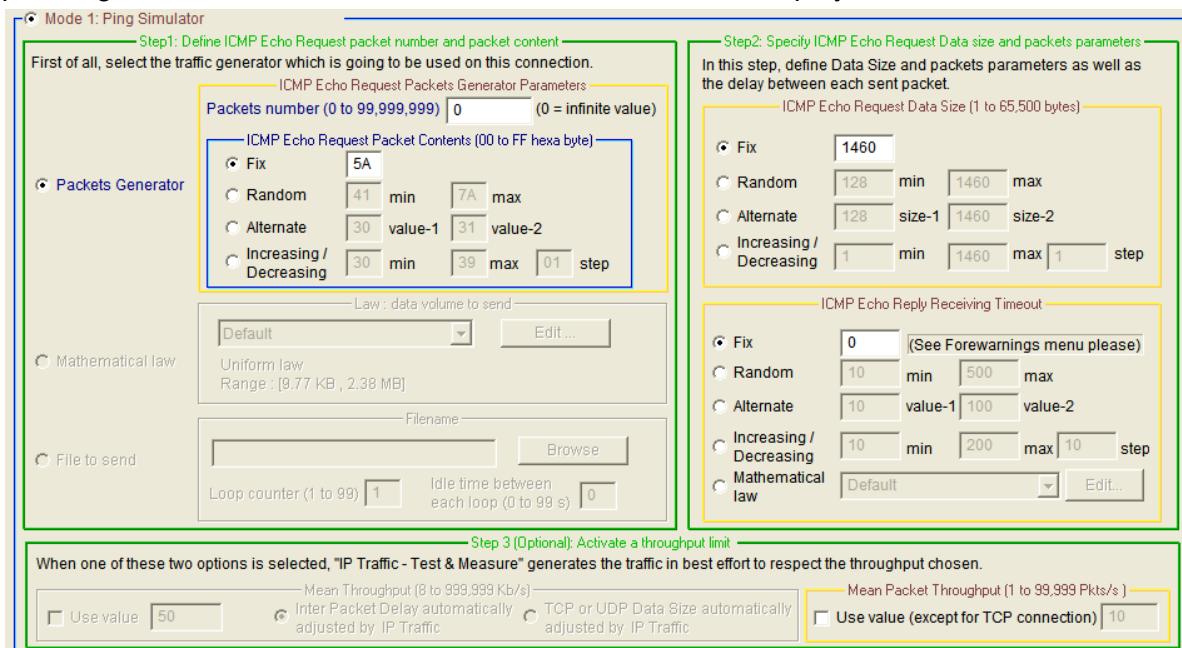 Mode 1: Ping Simulator
Step1: Define ICMP Echo Request packet number and packet content
First of all, select the traffic generator which is going to be used on this connection.
ICMP Echo Request Packets Generator Parameters
Packets number (0 to 99,999,999) 0 (0 = infinite value)
ICMP Echo Request Packet Contents (00 to FF hexa byte)
Fix 5A
Packets Generator
Random 41 min 7A max
Alternate 30 value-1 31 value-2
Increasing /
Decreasing 30 min 39 max 01 step
Law : data volume to send
Default Edit ...
Mathematical law
Uniform law
Range : [9.77 KB , 2.38 MB]
Filename
File to send
Browse
Loop counter (1 to 99) 1 Idle time between
each loop (0 to 99 s) 0
Step2: Specify ICMP Echo Request Data size and packets parameters
In this step, define Data Size and packets parameters as well as
the delay between each sent packet.
ICMP Echo Request Data Size (1 to 65,500 bytes)
Fix 1460
Random 128 min 1460 max
Alternate 128 size-1 1460 size-2
Increasing /
Decreasing 1 min 1460 max 1 step
ICMP Echo Reply Receiving Timeout
Fix 0 (See Forewarnings menu please)
Random 10 min 500 max
Alternate 10 value-1 100 value-2
Increasing /
Decreasing 10 min 200 max 10 step
Mathematical
law Default Edit...
Step 3 (Optional): Activate a throughput limit
When one of these two options is selected, "IP Traffic - Test & Measure" generates the traffic in best effort to respect the throughput chosen.
Mean Throughput (8 to 999,999 Kb/s)
Use value 50
Inter Packet Delay automatically
adjusted by IP Traffic
TCP or UDP Data Size automatically
adjusted by IP Traffic
Mean Packet Throughput (1 to 99,999 Pkts/s )
Use value (except for TCP connection) 10